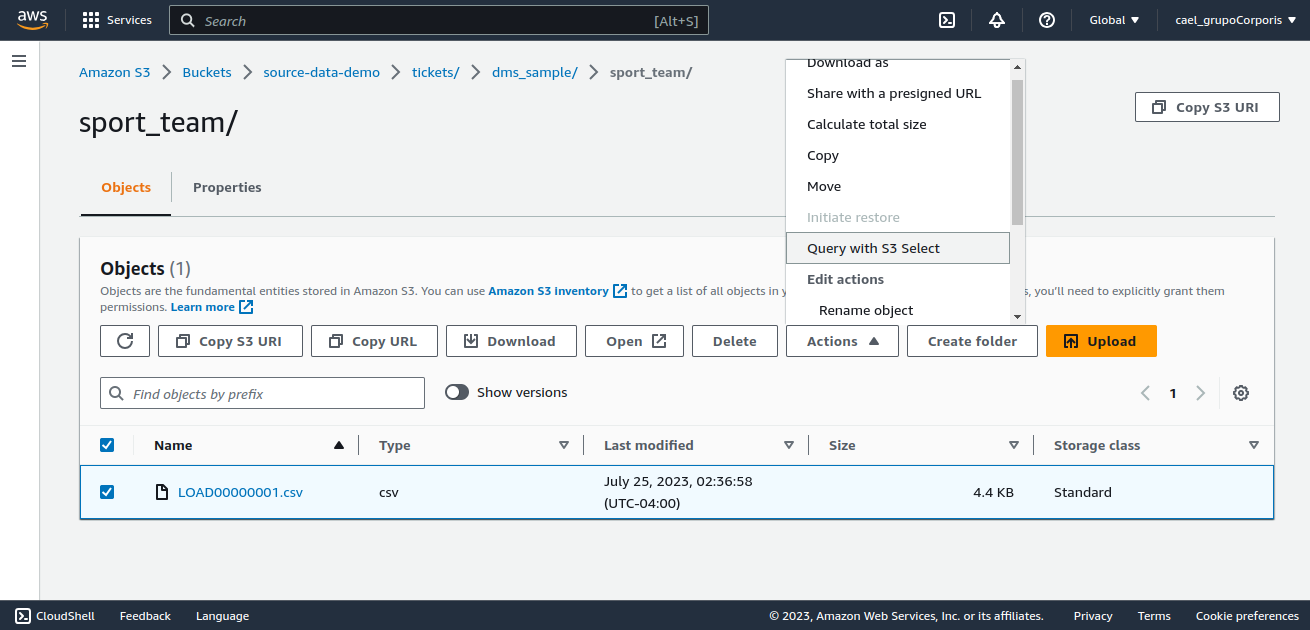 aws
Services
Search
[Alt+S]
Global
cael_grupoCorporis
Amazon S3
Buckets
source-data-demo
tickets/
dms_sample/
sport_team/
sport_team/
Copy S3 URI
Download as
Share with a presigned URL
Calculate total size
Copy
Move
Initiate restore
Query with S3 Select
Edit actions
Rename object
Objects
Properties
Objects (1)
Objects are the fundamental entities stored in Amazon S3. You can use Amazon S3 inventory to get a list of all objects in you'll need to explicitly grant them
permissions. Learn more
Copy S3 URI
Copy URL
Download
Open
Delete
Actions
Create folder
Upload
Find objects by prefix
Show versions
1
Name
Type
Last modified
Size
Storage class
LOAD00000001.csv
csv
July 25, 2023, 02:36:58
(UTC-04:00)
4.4 KB
Standard
CloudShell
Feedback
Language
© 2023, Amazon Web Services, Inc. or its affiliates.
Privacy
Terms
Cookie preferences